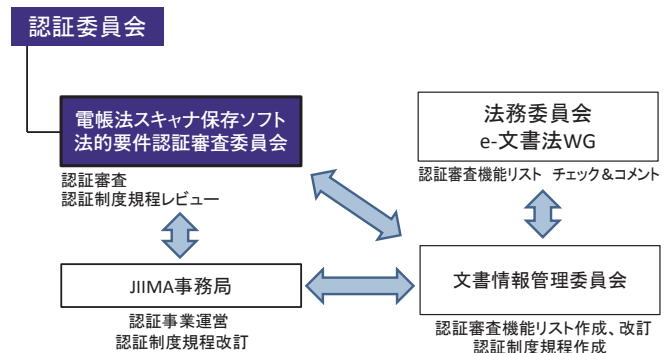 認証委員会
電帳法スキャナ保存ソフト
法的要件認証審査委員会
認証審査
認証制度規程レビュー
法務委員会
e-文書法WG
認証審査機能リスト チェック&コメント
JIIMA事務局
認証事業運営
認証制度規程改訂
文書情報管理委員会
認証審査機能リスト作成、改訂
認証制度規程作成